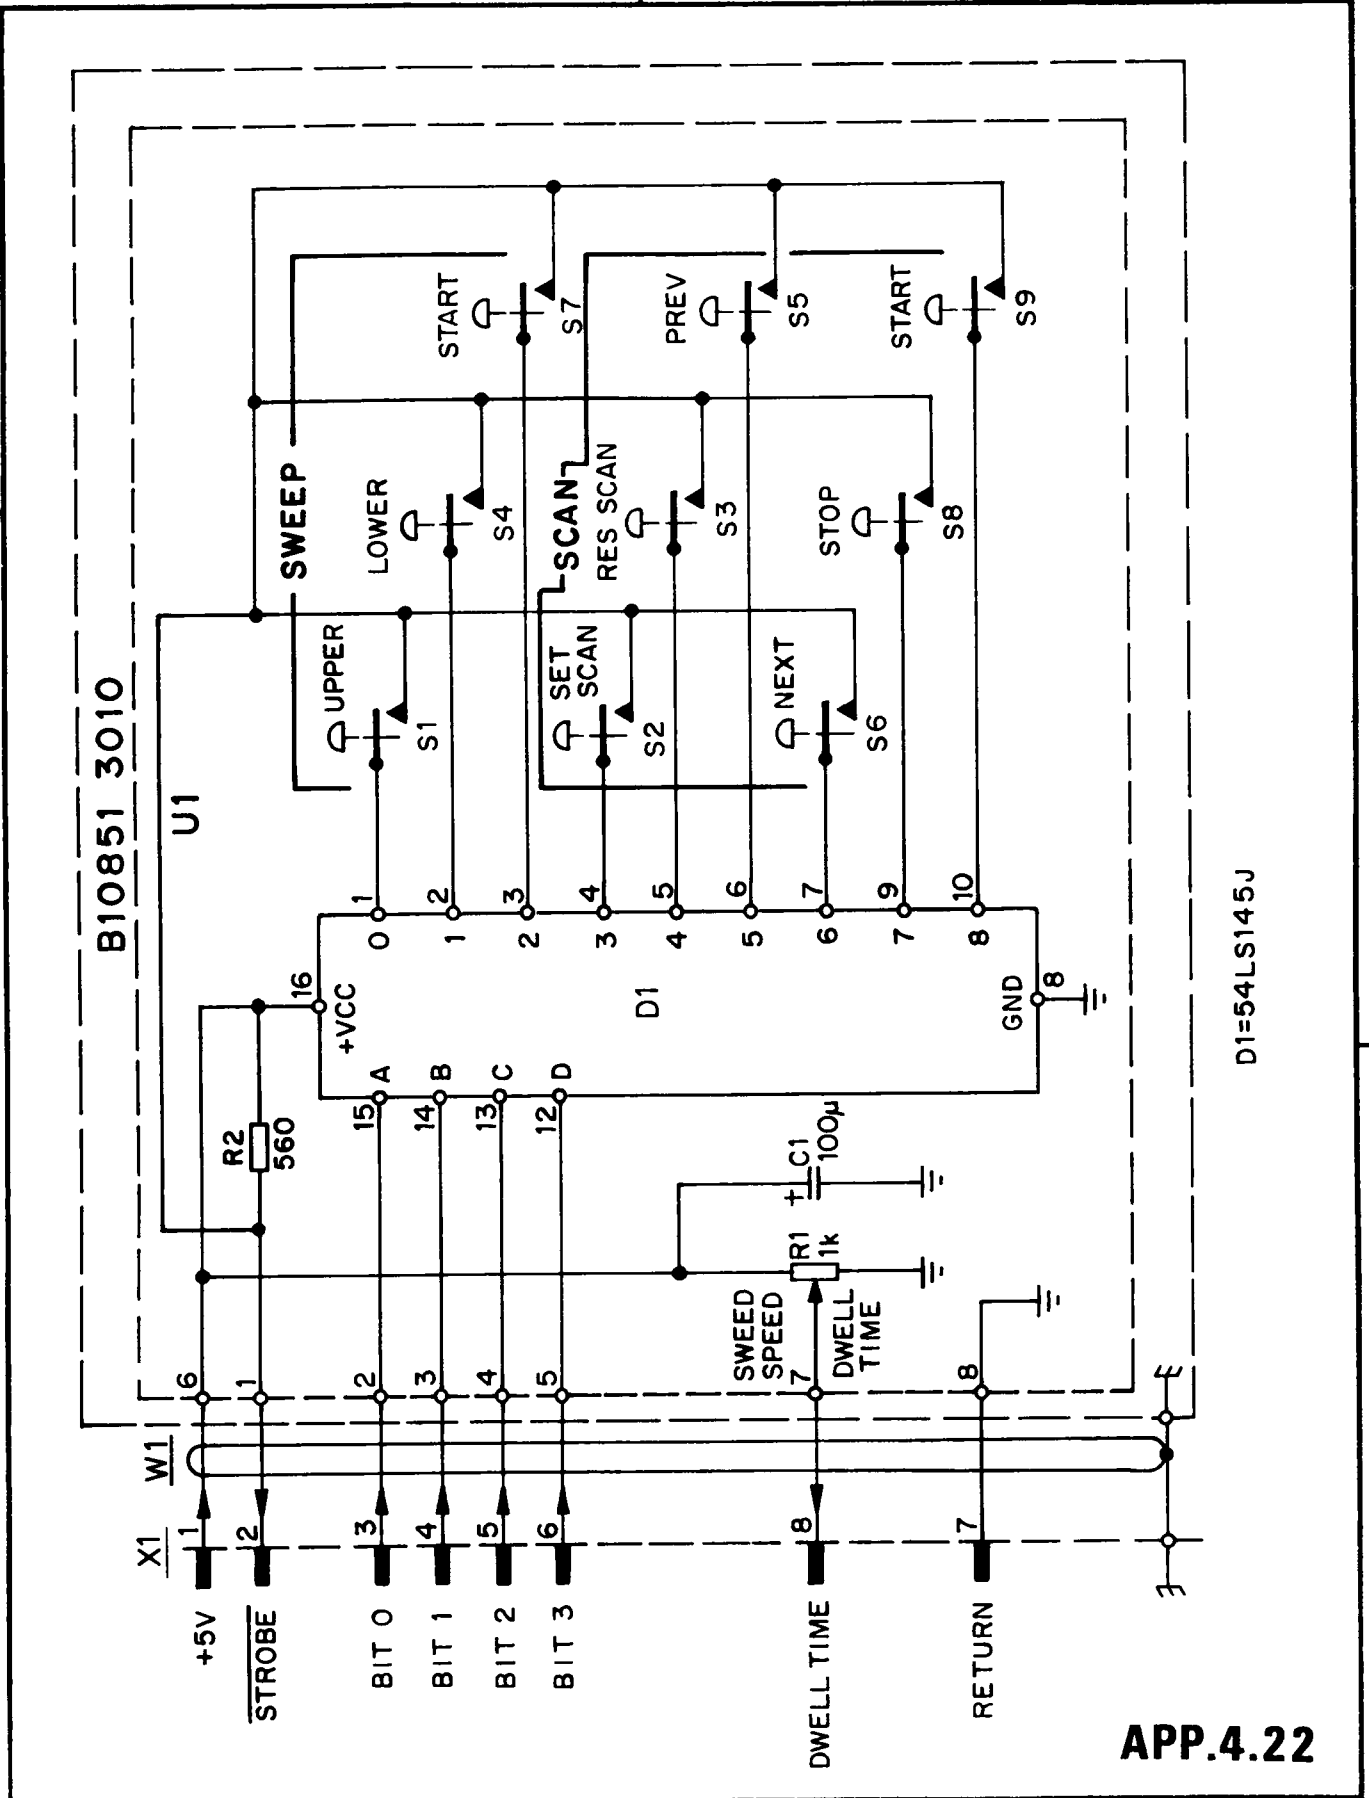 B10851 3010
U1
SWEEP
UPPER
S1
LOWER
S4
START
S7
SCAN
SET
SCAN
S2
RES SCAN
S3
PREV
S5
NEXT
S6
STOP
S8
START
S9
16
+VCC
1
2
3
4
5
6
7
9
10
0
1
2
3
4
5
6
7
8
D1
GND
8
A
B
C
D
15
14
13
12
R2
560
C1
100µ
+
R1
1k
SWEED
SPEED
DWELL
TIME
6
1
2
3
4
5
7
8
W1
X1
1
2
3
4
5
6
8
7
+5V
STROBE
BIT 0
BIT 1
BIT 2
BIT 3
DWELL TIME
RETURN
D1=54LS145J
APP.4.22